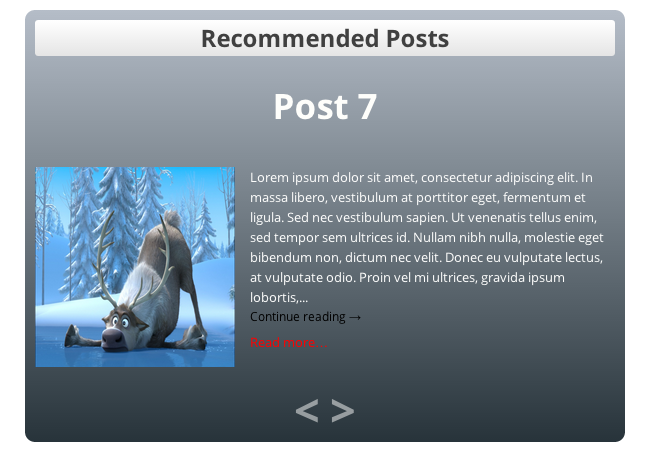 Recommended Posts
Post 7
Lorem ipsum dolor sit amet, consectetur adipiscing elit. In
massa libero, vestibulum at porttitor eget, fermentum et
ligula. Sed nec vestibulum sapien. Ut venenatis tellus enim,
sed tempor sem ultrices id. Nullam nibh nulla, molestie eget
bibendum non, dictum nec velit. Donec eu vulputate lectus,
at vulputate odio. Proin vel mi ultrices, gravida ipsum
lobortis,...
Continue reading →
Read more. . .
< >